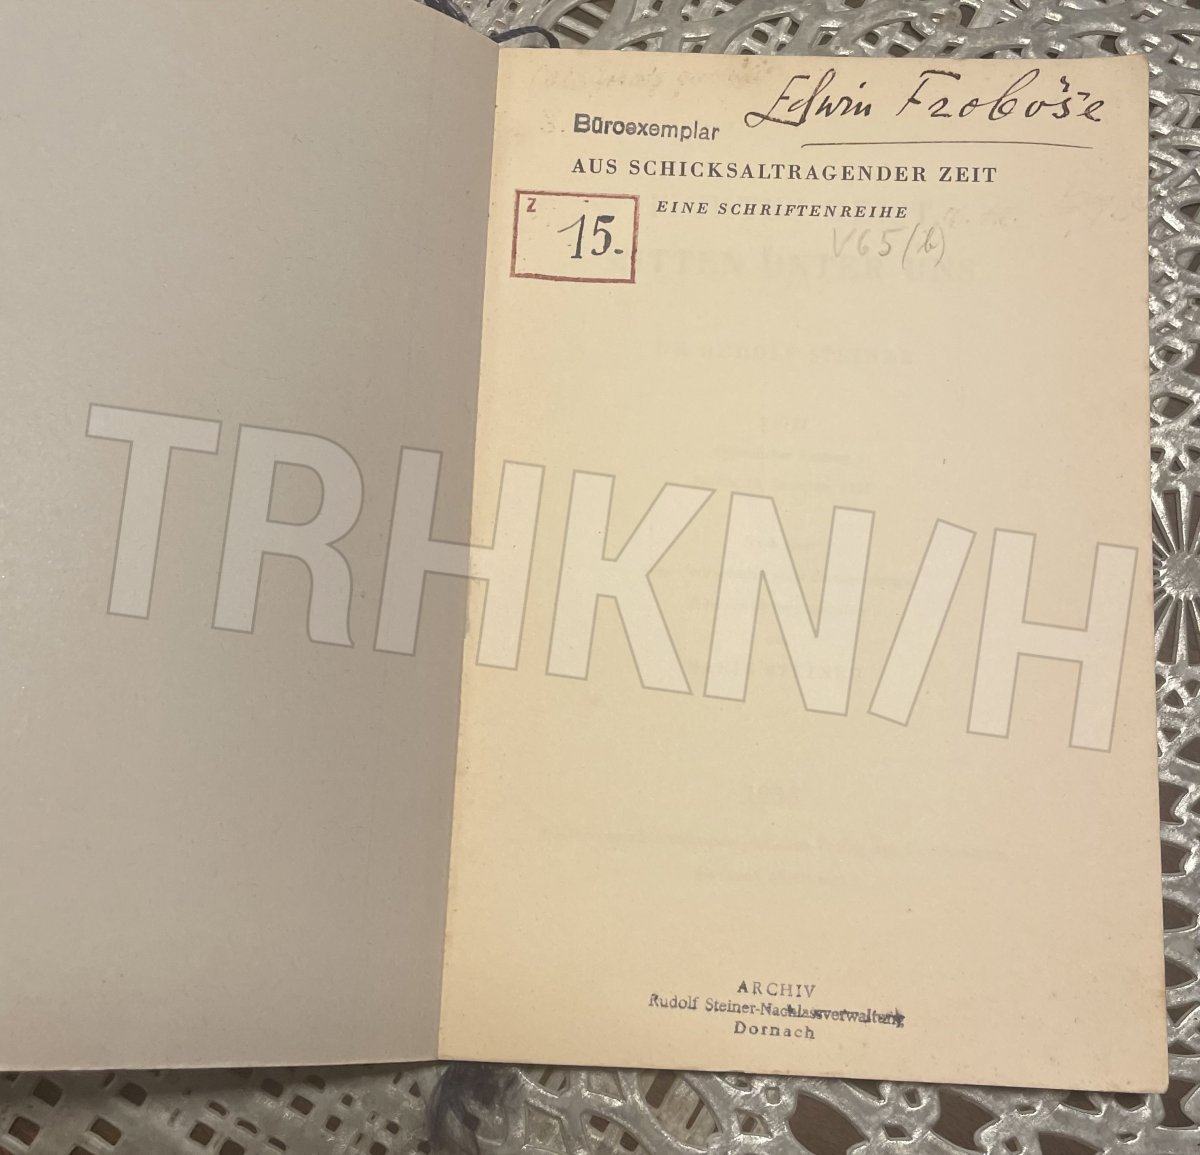 Edwin Froböse
Büroexemplar
AUS SCHICKSALTRAGENDER ZEIT
EINE SCHRIFTENREIHE
Z
15.
V65(b)
TRHKN/H
ARCHIV
Rudolf Steiner-Nachlassverwaltung
Dornach